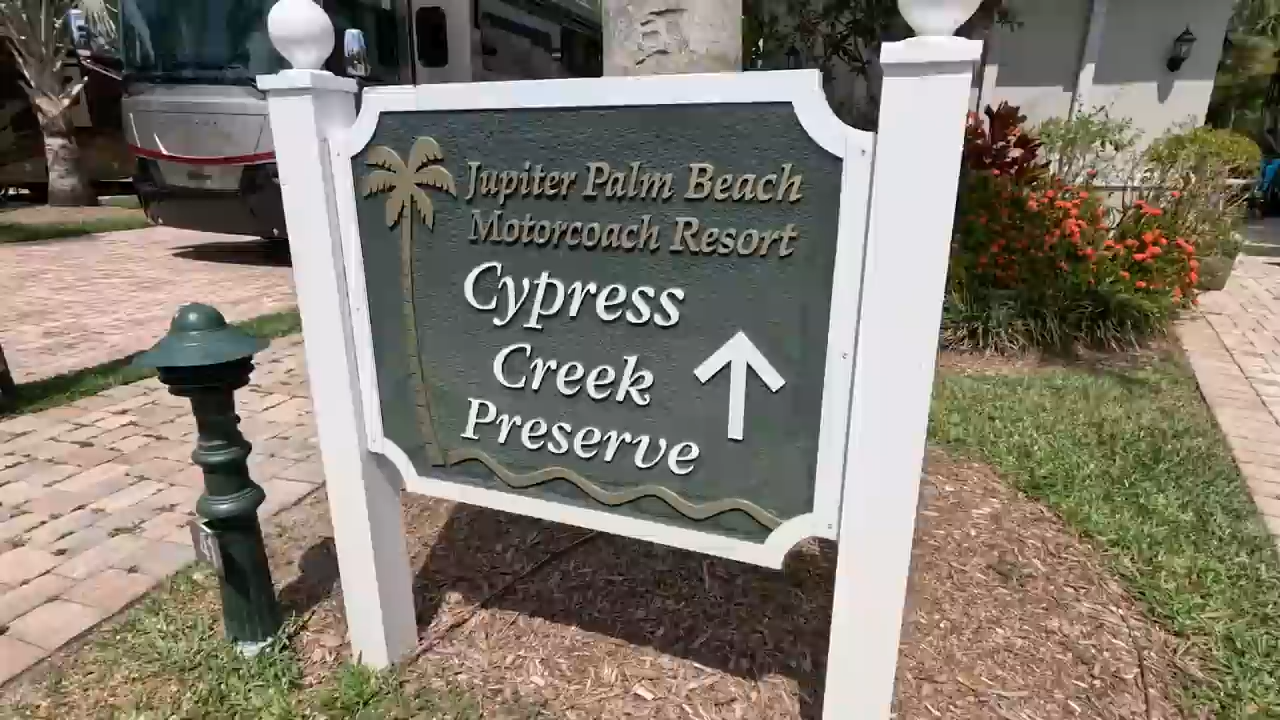 Jupiter Palm Beach
Motorcoach Resort
Cypress
Creek
Preserve